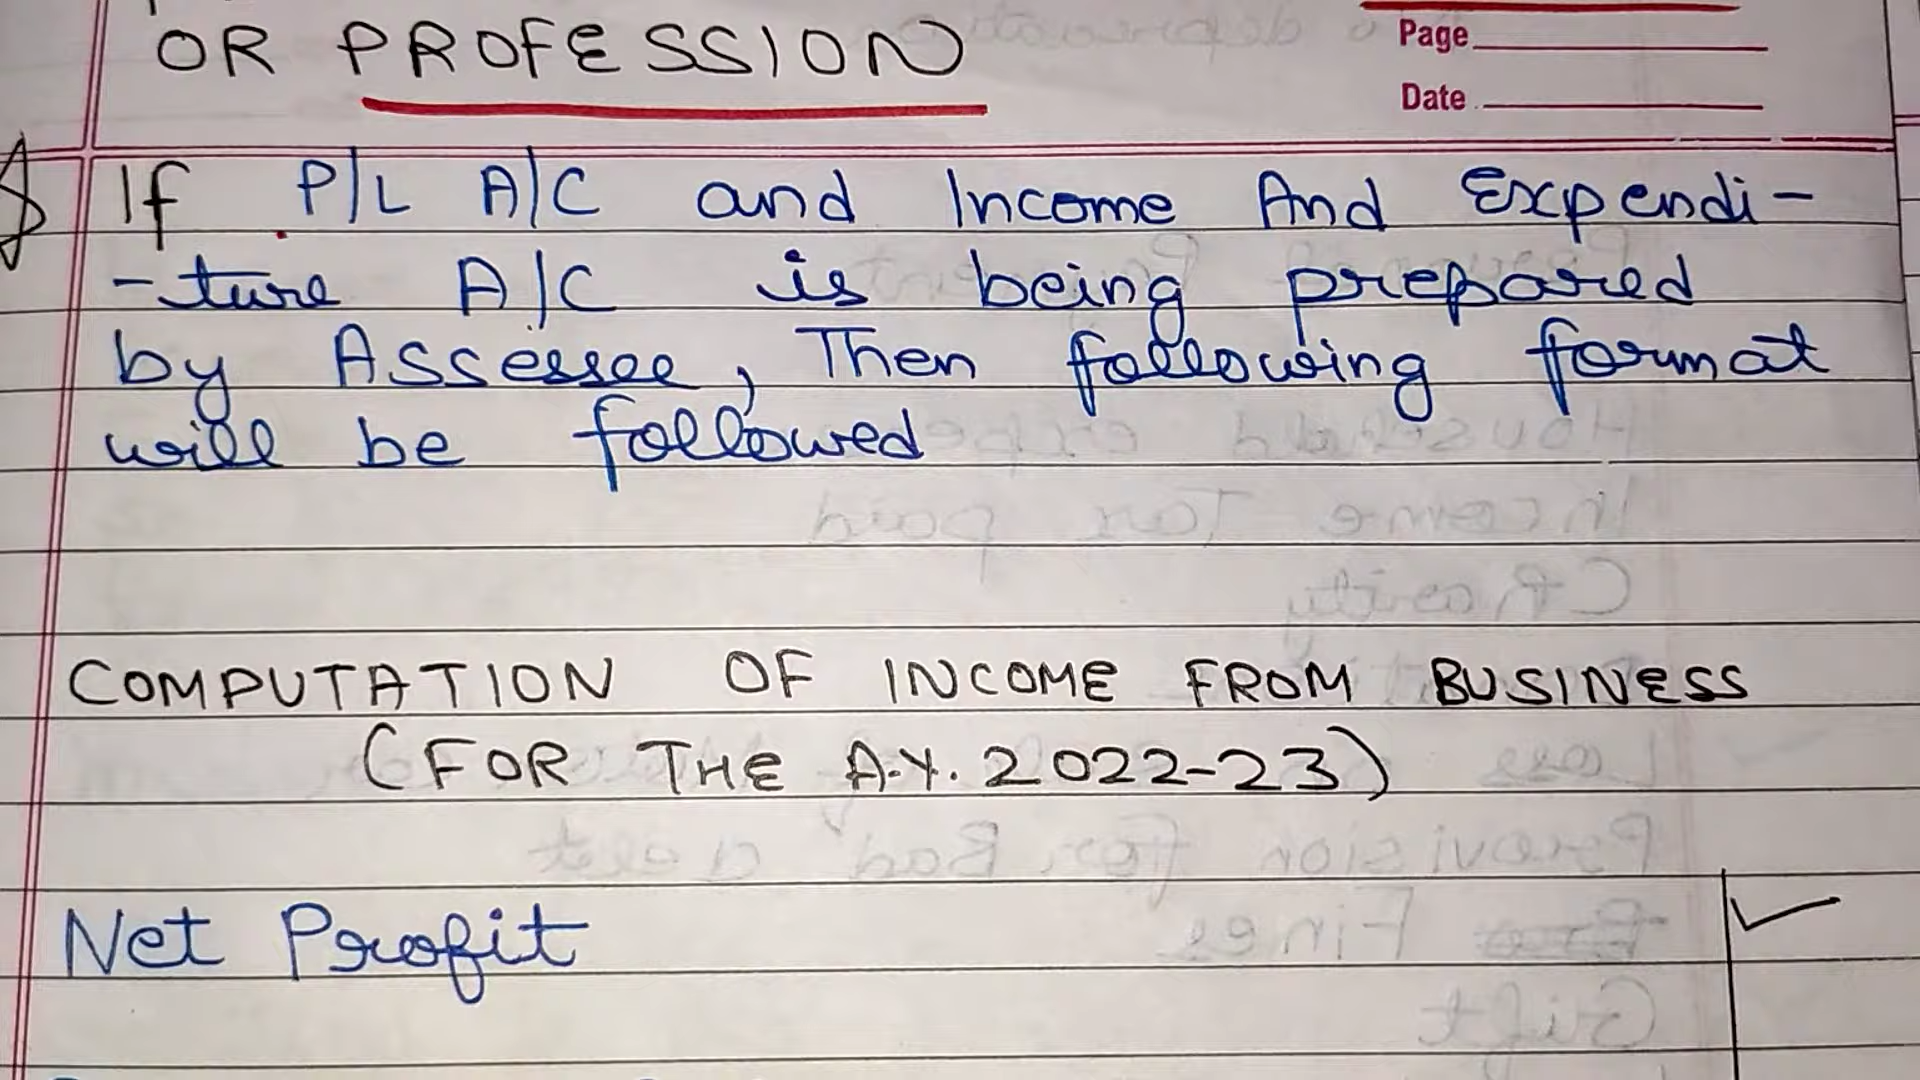 OR PROFESSION
Page
Date
If P/L A/C and Income And Expendi-
-ture A/C is being prepared
by Assessee, Then following format
will be followed
COMPUTATION OF INCOME FROM BUSINESS
(FOR THE A.Y. 2022-23)
Net Profit